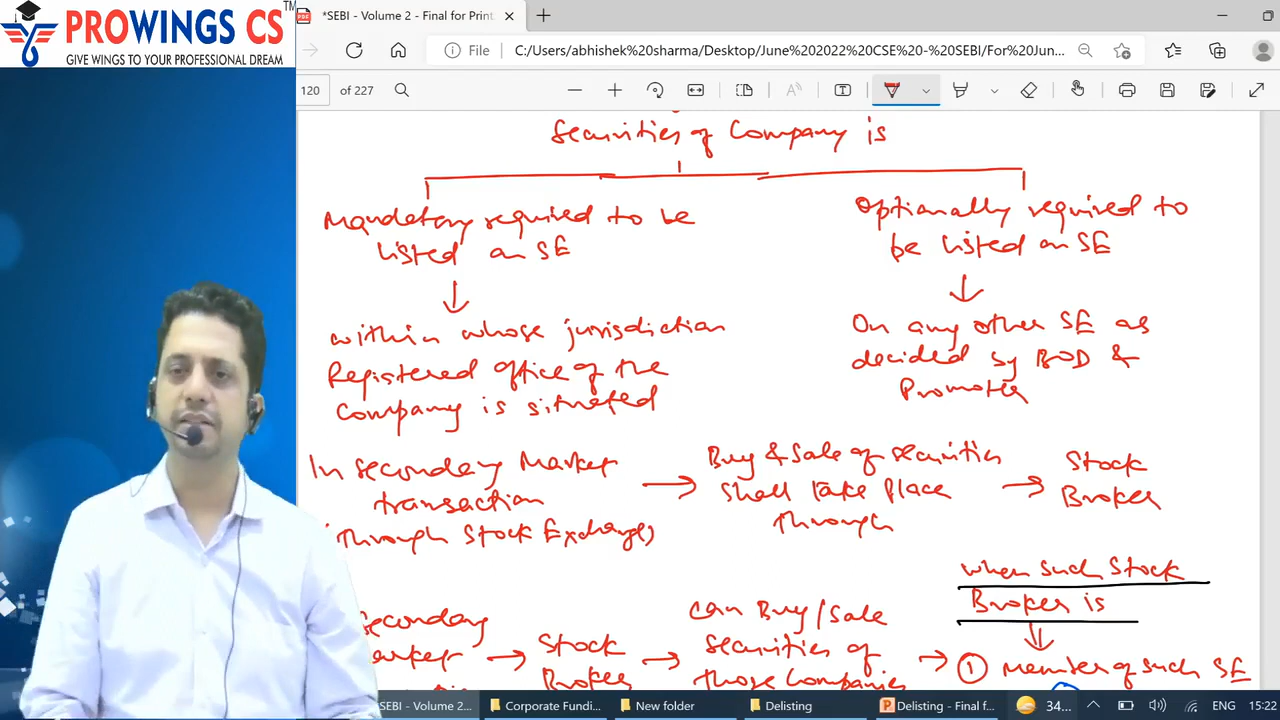 PROWINGS CS™
GIVE WINGS TO YOUR PROFESSIONAL DREAM
*SEBI - Volume 2 - Final for Print
File
C:/Users/abhishek%20sharma/Desktop/June%202022%20CSE%20-%20SEBI/For%20Jun...
120 of 227
Securities of Company is
Mandatory required to be
listed on SE
Optionally required to
be listed on SE
within whose jurisdiction
Registered office of the
Company is situated
On any other SE as
decided by BOD &
Promoter
In secondary Market
transaction
through Stock Exchange)
Buy & Sale of securities
shall take place
through
Stock
Broker
when such Stock
Broker is
Secondary
Stock
Broker
Can Buy/Sale
Securities of
those Companies
① Member of such SE
*SEBI - Volume 2...
Corporate Fundi...
New folder
Delisting
Delisting - Final f...
34...
ENG
15:22